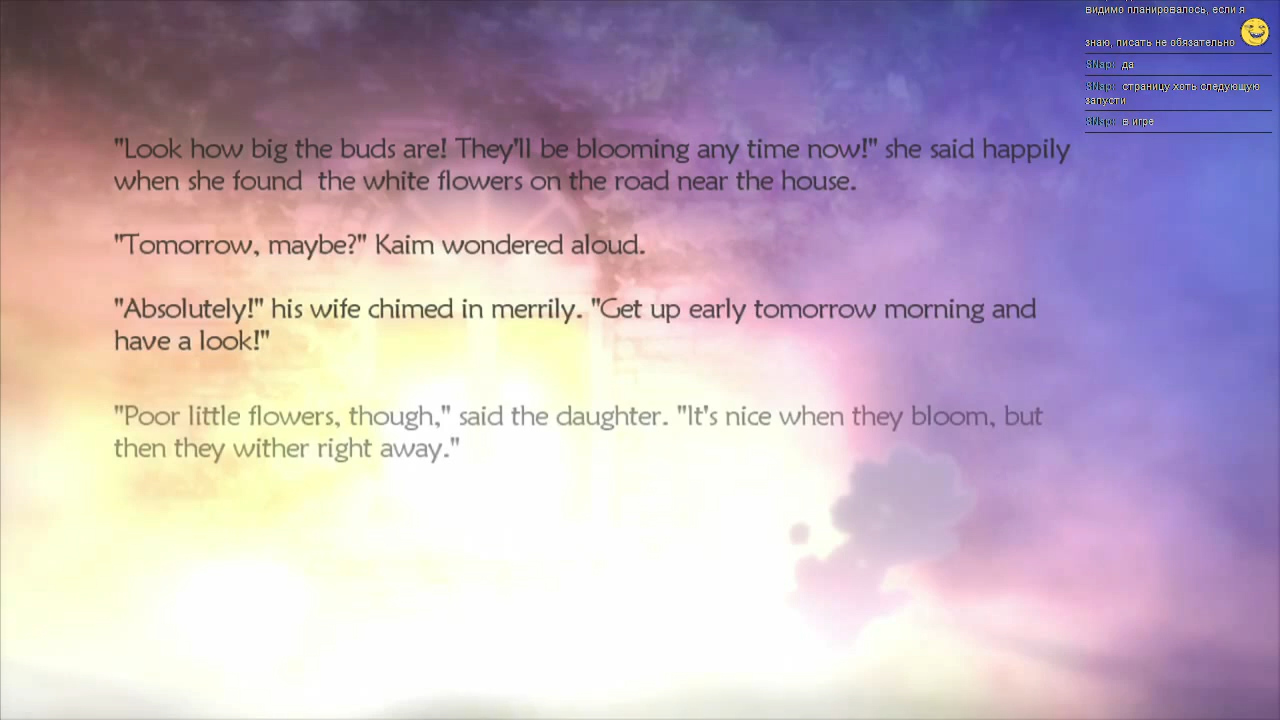 "Look how big the buds are! They'll be blooming any time now!" she said happily
when she found  the white flowers on the road near the house.
"Tomorrow, maybe?" Kaim wondered aloud.
"Absolutely!" his wife chimed in merrily. "Get up early tomorrow morning and
have a look!"
"Poor little flowers, though," said the daughter. "It's nice when they bloom, but
then they wither right away."
видимо планировалось, если я
знаю, писать не обязательно
SNap: да
SNap: страницу хоть следующую
запусти
SNap: в игре